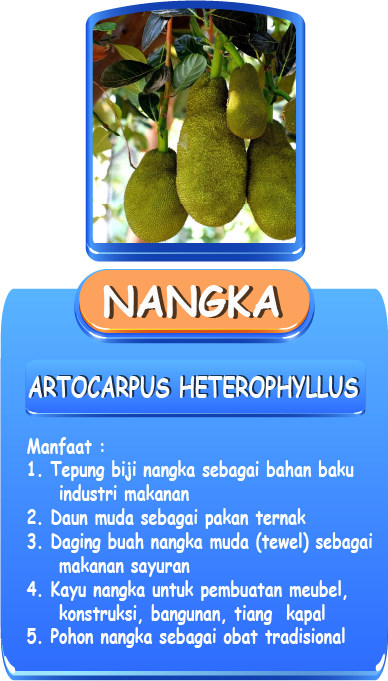 NANGKA
ARTOCARPUS HETEROPHYLLUS
Manfaat :
1. Tepung biji nangka sebagai bahan baku
industri makanan
2. Daun muda sebagai pakan ternak
3. Daging buah nangka muda (tewel) sebagai
makanan sayuran
4. Kayu nangka untuk pembuatan meubel,
konstruksi, bangunan, tiang kapal
5. Pohon nangka sebagai obat tradisional